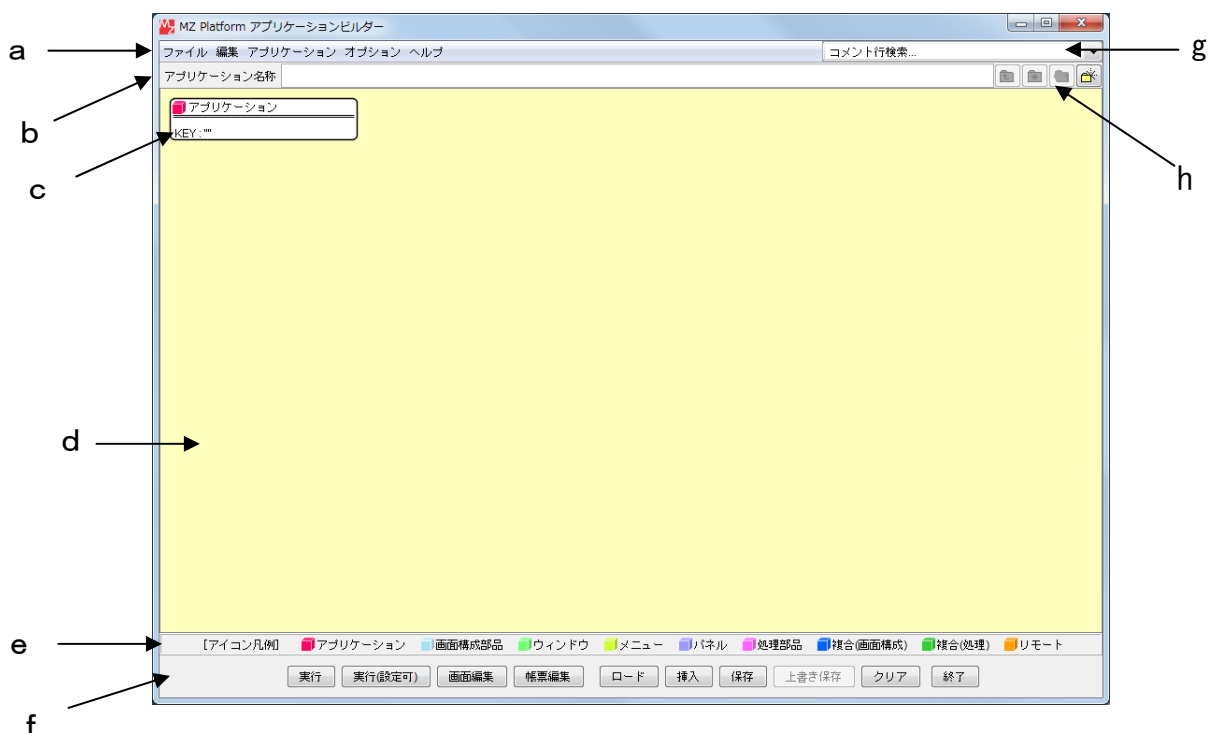 MZ Platform アプリケーションビルダー
a
ファイル 編集 アプリケーション オプション ヘルプ
コメント行検索...
g
b
アプリケーション名称
h
アプリケーション
c
KEY : ""
d
e
[アイコン凡例] アプリケーション 画面構成部品 ウィンドウ メニュー パネル 処理部品 複合(画面構成) 複合(処理) リモート
f
実行 実行(設定可) 画面編集 帳票編集 ロード 挿入 保存 上書き保存 クリア 終了